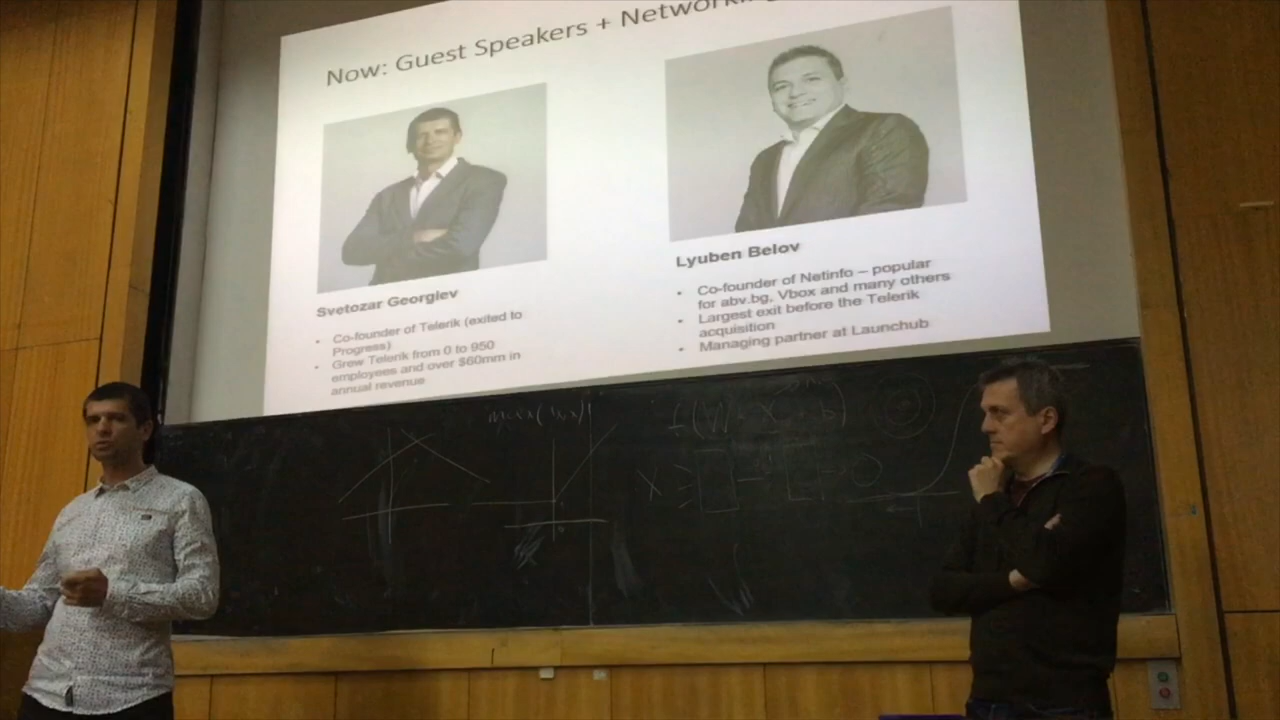 Now: Guest Speakers + Networking
Svetozar Georgiev
• Co-founder of Telerik (exited to
Progress)
• Grew Telerik from 0 to 950
employees and over $60mm in
annual revenue
Lyuben Belov
• Co-founder of Netinfo – popular
for abv.bg, Vbox and many others
• Largest exit before the Telerik
acquisition
• Managing partner at Launchub